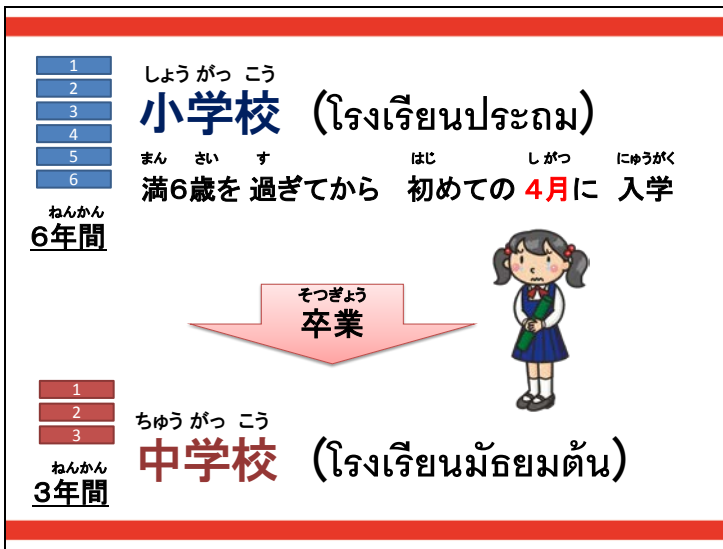 1
2
3
4
5
6
ねんかん
6年間
しょう がっ こう
小学校 (โรงเรียนประถม)
まん さい す はじ し がつ にゅうがく
満6歳を 過ぎてから 初めての 4月に 入学
そつぎょう
卒業
1
2
3
ねんかん
3年間
ちゅう がっ こう
中学校 (โรงเรียนมัธยมต้น)